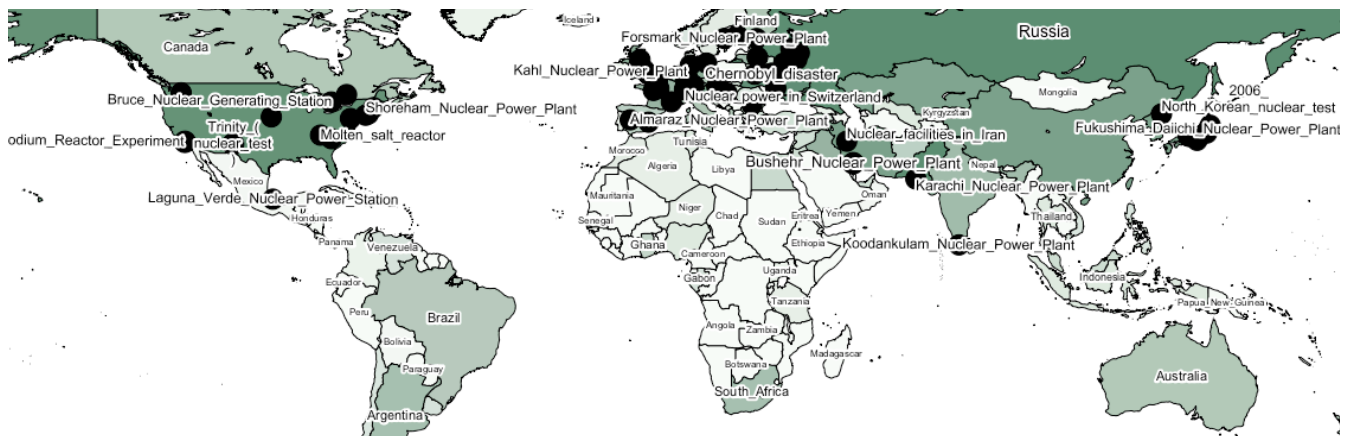 Iceland
Finland
Russia
Canada
Forsmark_Nuclear_Power_Plant
Kahl_Nuclear_Power_Plant
Chernobyl_disaster
Mongolia
2006_
North_Korean_nuclear_test
Bruce_Nuclear_Generating_Station
Shoreham_Nuclear_Power_Plant
Nuclear_power_in_Switzerland
Kyrgyzstan
Trinity_(
nuclear_test
Molten_salt_reactor
Almaraz_Nuclear_Power_Plant
Nuclear_facilities_in_Iran
Fukushima_Daiichi_Nuclear_Power_Plant
odium_Reactor_Experiment
Tunisia
Morocco
Algeria
Libya
Bushehr_Nuclear_Power_Plant
Nepal
Mexico
Karachi_Nuclear_Power_Plant
Laguna_Verde_Nuclear_Power_Station
Mauritania
Oman
Honduras
Senegal
Niger
Chad
Sudan
Eritrea
Yemen
Thailand
Panama
Venezuela
Ghana
Cameroon
Ethiopia
Koodankulam_Nuclear_Power_Plant
Ecuador
Gabon
Uganda
Indonesia
Peru
Brazil
Tanzania
Papua_New_Guinea
Angola
Zambia
Bolivia
Madagascar
Paraguay
Botswana
Australia
South_Africa
Argentina